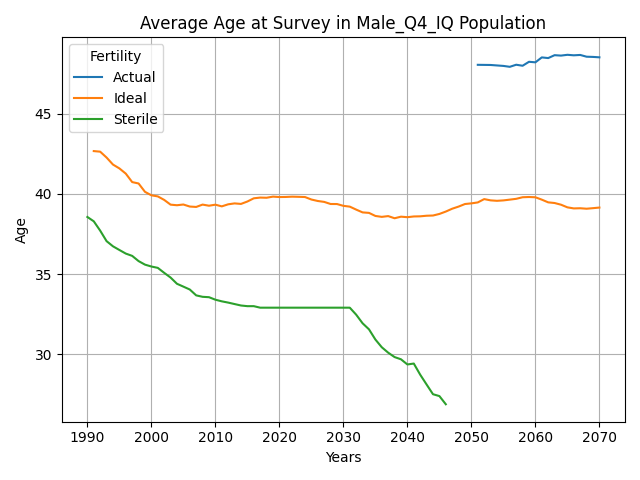 Average Age at Survey in Male_Q4_IQ Population
Fertility
Actual
Ideal
Sterile
Age
45
40
35
30
1990 2000 2010 2020 2030 2040 2050 2060 2070
Years